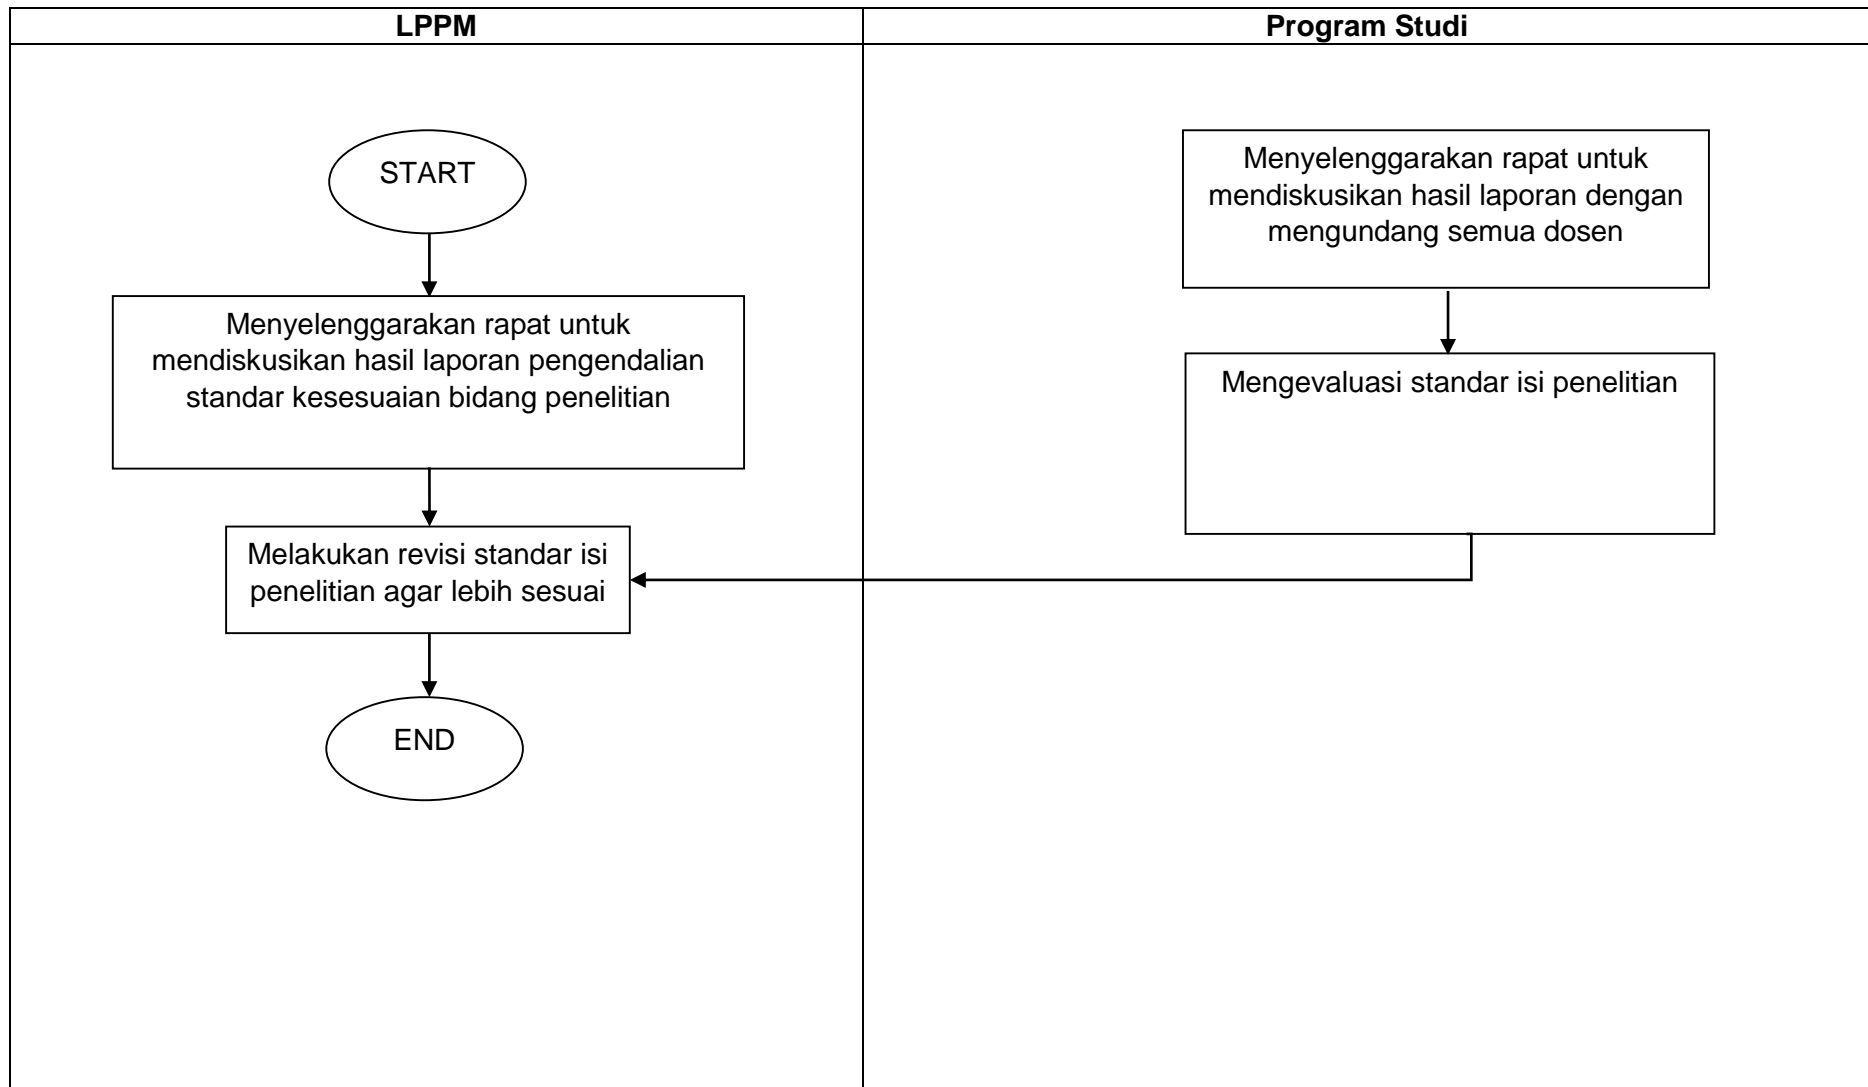 LPPM
Program Studi
START
Menyelenggarakan rapat untuk
mendiskusikan hasil laporan pengendalian
standar kesesuaian bidang penelitian
Melakukan revisi standar isi
penelitian agar lebih sesuai
END
Menyelenggarakan rapat untuk
mendiskusikan hasil laporan dengan
mengundang semua dosen
Mengevaluasi standar isi penelitian